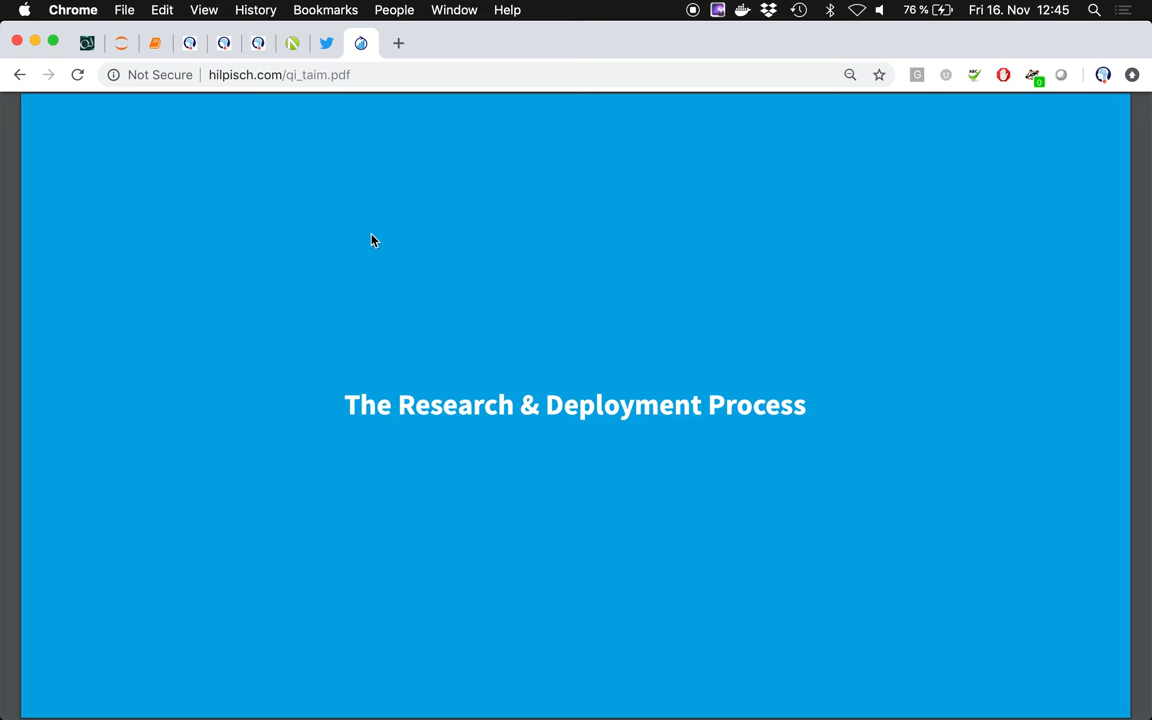 Chrome File Edit View History Bookmarks People Window Help 76 % Fri 16. Nov 12:45
Not Secure hilpisch.com/qi_taim.pdf
The Research & Deployment Process